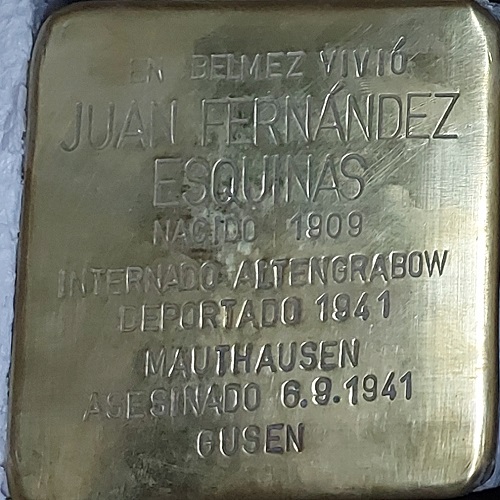 EN BELMEZ VIVIÓ
JUAN FERNÁNDEZ
ESQUINAS
NACIDO 1909
INTERNADO ALTENGRABOW
DEPORTADO 1941
MAUTHAUSEN
ASESINADO 6.9.1941
GUSEN